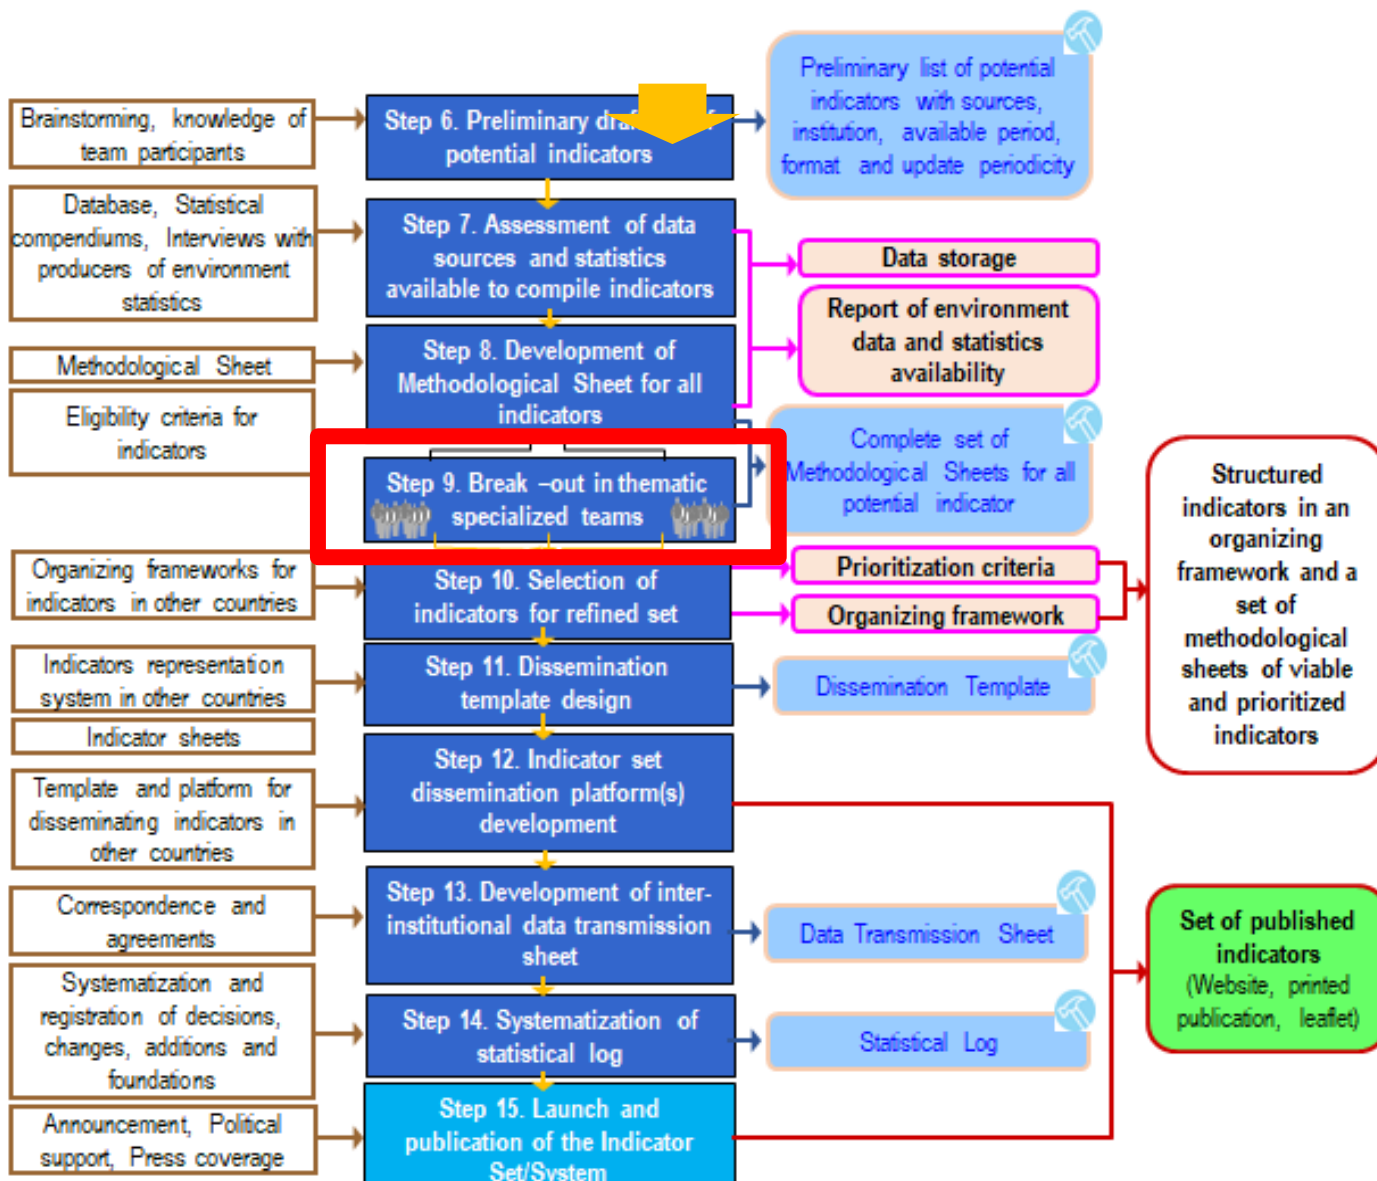 Brainstorming, knowledge of
team participants
Database, Statistical
compendiums, Interviews with
producers of environment
statistics
Methodological Sheet
Eligibility criteria for
indicators
Organizing frameworks for
indicators in other countries
Indicators representation
system in other countries
Indicator sheets
Template and platform for
disseminating indicators in
other countries
Correspondence and
agreements
Systematization and
registration of decisions,
changes, additions and
foundations
Announcement, Political
support, Press coverage
Step 6. Preliminary
potential indicators
Step 7. Assessment of data
sources and statistics
available to compile indicators
Step 8. Development of
Methodological Sheet for all
indicators
Step 9. Break –out in thematic
specialized teams
Step 10. Selection of
indicators for refined set
Step 11. Dissemination
template design
Step 12. Indicator set
dissemination platform(s)
development
Step 13. Development of inter-
institutional data transmission
sheet
Step 14. Systematization of
statistical log
Step 15. Launch and
publication of the Indicator
Set/System
Preliminary list of potential
indicators with sources,
institution, available period,
format and update periodicity
Data storage
Report of environment
data and statistics
availability
Complete set of
Methodological Sheets for all
potential indicator
Prioritization criteria
Organizing framework
Dissemination Template
Data Transmission Sheet
Statistical Log
Structured
indicators in an
organizing
framework and a
set of
methodological
sheets of viable
and prioritized
indicators
Set of published
indicators
(Website, printed
publication, leaflet)